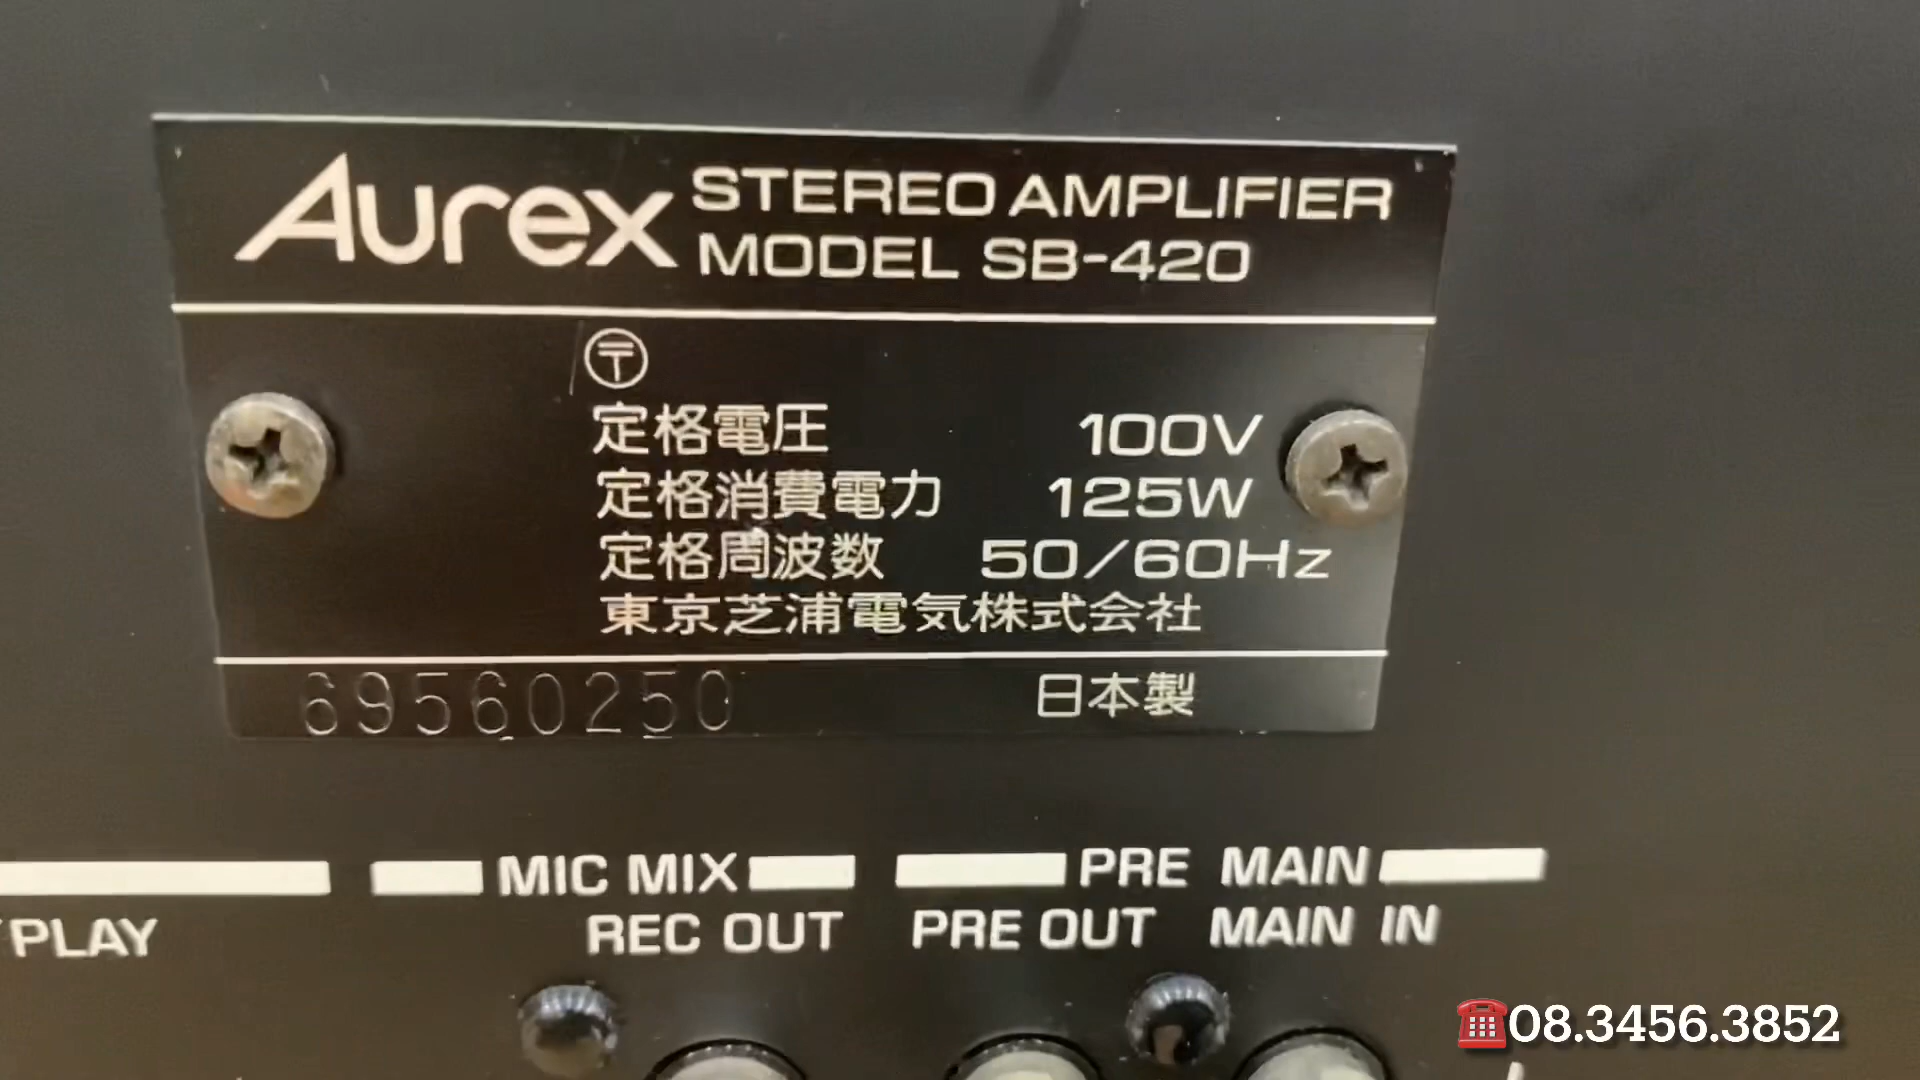 Aurex STEREO AMPLIFIER
MODEL SB-420
〶
定格電圧 100V
定格消費電力 125W
定格周波数 50/60Hz
東京芝浦電気株式会社
69560250 日本製
MIC MIX PRE MAIN
PLAY REC OUT PRE OUT MAIN IN
☎08.3456.3852